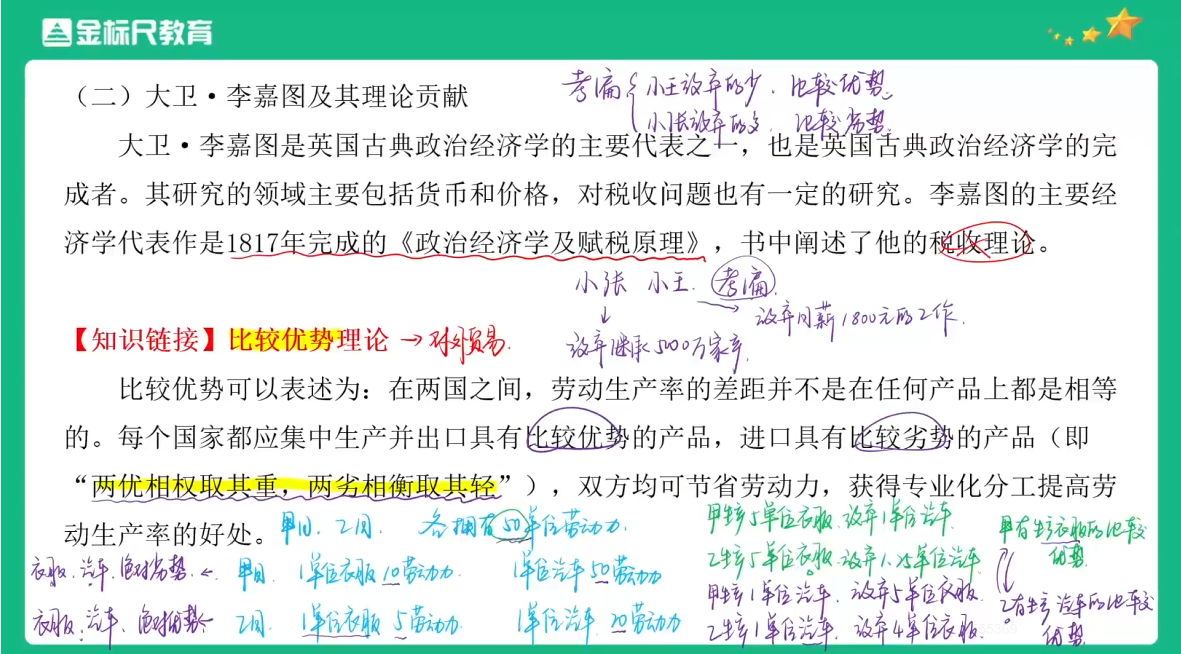 金标尺教育
（二）大卫·李嘉图及其理论贡献
考编 小王放弃的少. 比较优势.
小张放弃的多. 比较劣势.
大卫·李嘉图是英国古典政治经济学的主要代表之一，也是英国古典政治经济学的完
成者。其研究的领域主要包括货币和价格，对税收问题也有一定的研究。李嘉图的主要经
济学代表作是1817年完成的《政治经济学及赋税原理》，书中阐述了他的税收理论。
小张 小王. 考编.
放弃月薪1800元的工作.
放弃继承5000万家产.
【知识链接】比较优势理论 → 对外贸易.
比较优势可以表述为：在两国之间，劳动生产率的差距并不是在任何产品上都是相等
的。每个国家都应集中生产并出口具有比较优势的产品，进口具有比较劣势的产品（即
“两优相权取其重，两劣相衡取其轻”），双方均可节省劳动力，获得专业化分工提高劳
动生产率的好处。
甲国、乙国. 各拥有50单位劳动力.
衣服、汽车、绝对劣势. ← 甲国 1单位衣服10劳动力. 1单位汽车50劳动力
衣服、汽车、绝对优势← 乙国 1单位衣服5劳动力. 1单位汽车20劳动力
甲生产5单位衣服.放弃1单位汽车.
乙生产5单位衣服.放弃1.25单位汽车.
甲生产1单位汽车. 放弃5单位衣服.
乙生产1单位汽车. 放弃4单位衣服.
甲有生产衣服的比较
优势.
乙有生产汽车的比较
优势.